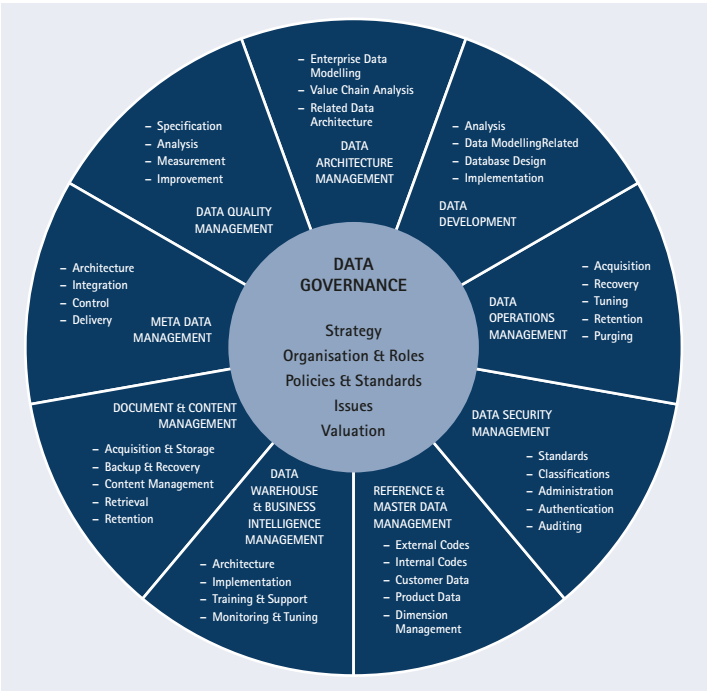 – Enterprise Data
Modelling
– Value Chain Analysis
– Related Data
Architecture
DATA
ARCHITECTURE
MANAGEMENT
– Analysis
– Data ModellingRelated
– Database Design
– Implementation
DATA
DEVELOPMENT
– Acquisition
– Recovery
– Tuning
– Retention
– Purging
DATA
OPERATIONS
MANAGEMENT
DATA SECURITY
MANAGEMENT
– Standards
– Classifications
– Administration
– Authentication
– Auditing
REFERENCE &
MASTER DATA
MANAGEMENT
– External Codes
– Internal Codes
– Customer Data
– Product Data
– Dimension
Management
DATA
WAREHOUSE
& BUSINESS
INTELLIGENCE
MANAGEMENT
– Architecture
– Implementation
– Training & Support
– Monitoring & Tuning
DOCUMENT & CONTENT
MANAGEMENT
– Acquisition & Storage
– Backup & Recovery
– Content Management
– Retrieval
– Retention
– Architecture
– Integration
– Control
– Delivery
META DATA
MANAGEMENT
– Specification
– Analysis
– Measurement
– Improvement
DATA QUALITY
MANAGEMENT
DATA
GOVERNANCE
Strategy
Organisation & Roles
Policies & Standards
Issues
Valuation